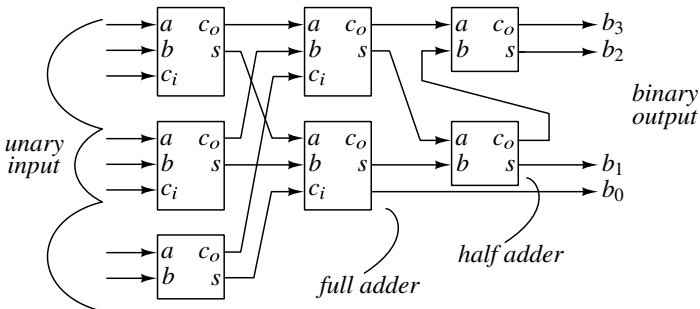 a c_o
b s
c_i
a c_o
b s
c_i
a c_o
b s
b_3
b_2
unary
input
a c_o
b s
c_i
a c_o
b s
c_i
a c_o
b s
binary
output
b_1
b_0
a c_o
b s
full adder
half adder